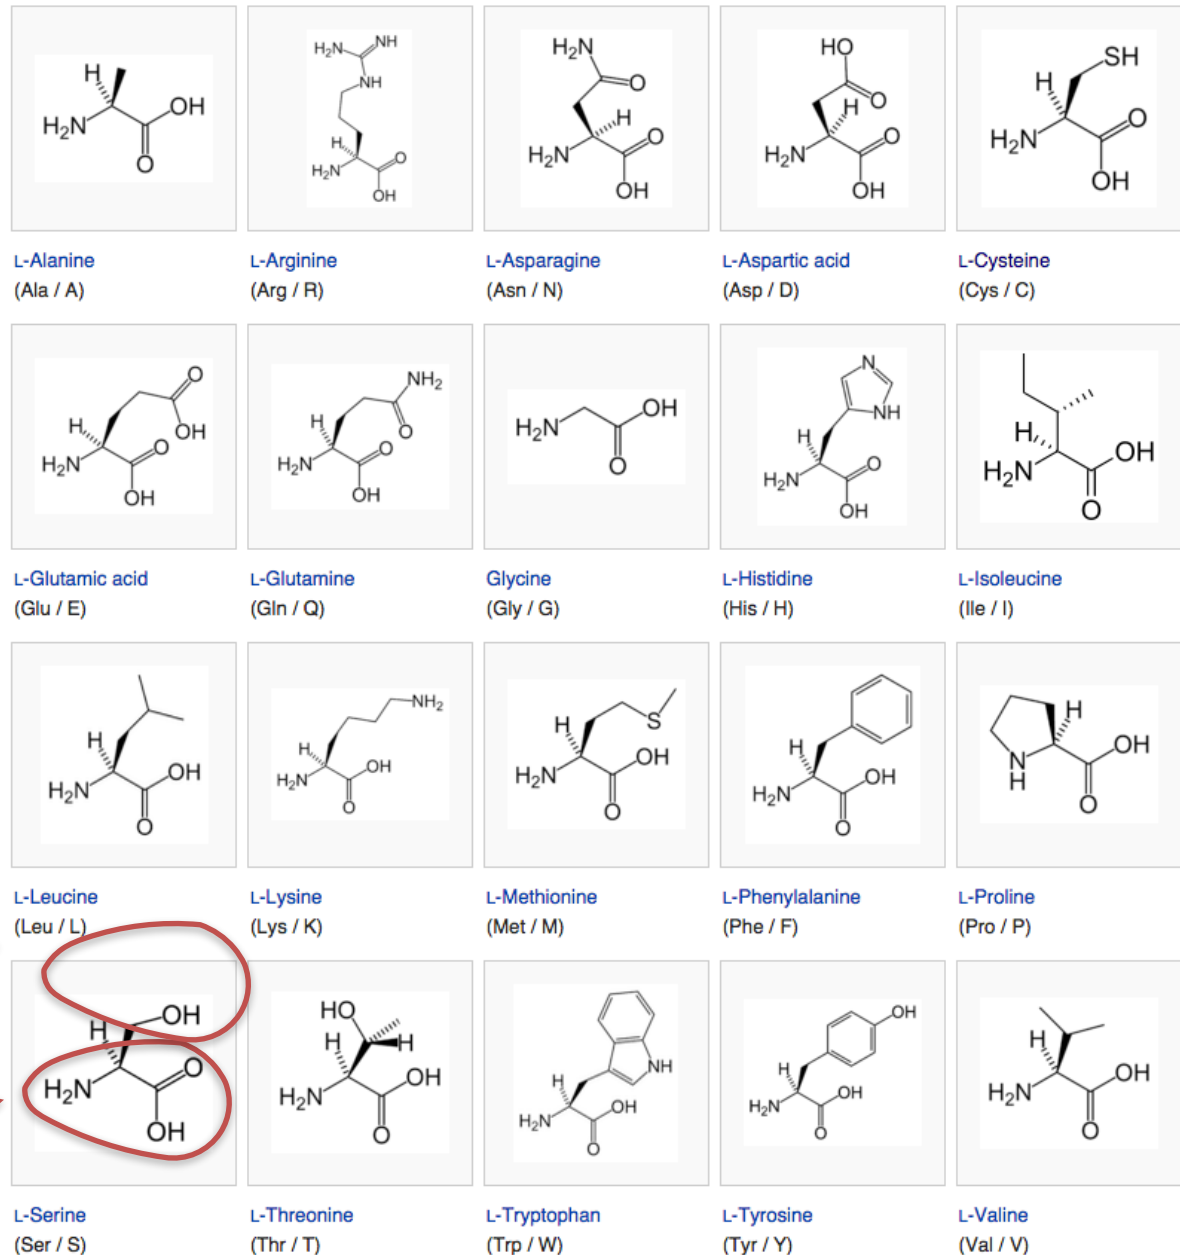 H₂N H OH O
H₂N NH NH H H₂N O OH
H₂N O H H₂N O OH
HO O H H₂N O OH
SH H H₂N O OH
L-Alanine L-Arginine L-Asparagine L-Aspartic acid L-Cysteine
(Ala / A) (Arg / R) (Asn / N) (Asp / D) (Cys / C)
O OH H O H₂N OH
NH₂ O H H₂N O OH
H₂N OH O
N NH H H₂N O OH
H H₂N OH O
L-Glutamic acid L-Glutamine Glycine L-Histidine L-Isoleucine
(Glu / E) (Gln / Q) (Gly / G) (His / H) (Ile / I)
H H₂N OH O
NH₂ H H₂N OH O
S H H₂N OH O
H H₂N OH O
H N H OH O
L-Leucine L-Lysine L-Methionine L-Phenylalanine L-Proline
(Leu / L) (Lys / K) (Met / M) (Phe / F) (Pro / P)
OH H H₂N O OH
HO H H H₂N OH O
NH H H₂N OH O
OH H H₂N OH O
H H₂N OH O
L-Serine L-Threonine L-Tryptophan L-Tyrosine L-Valine
(Ser / S) (Thr / T) (Trp / W) (Tyr / Y) (Val / V)